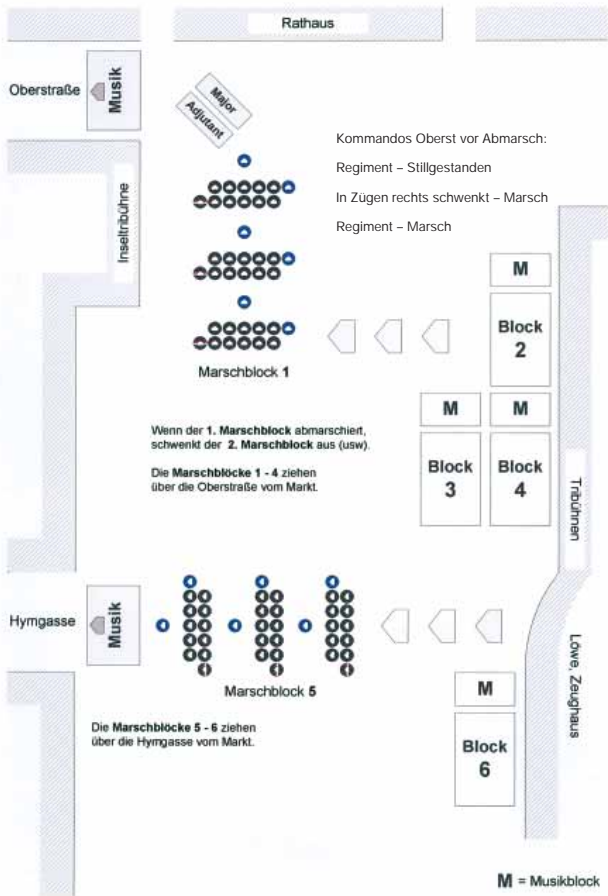 Rathaus
Oberstraße
Musik
Major
Adjutant
Inseltribühne
Kommandos Oberst vor Abmarsch:
Regiment – Stillgestanden
In Zügen rechts schwenkt – Marsch
Regiment – Marsch
M
Block
2
Marschblock 1
M
M
Wenn der 1. Marschblock abmarschiert,
schwenkt der 2. Marschblock aus (usw).
Block
3
Block
4
Die Marschblöcke 1 - 4 ziehen
über die Oberstraße vom Markt.
Tribühnen
Hymgasse
Musik
Marschblock 5
Löwe, Zeughaus
M
Block
6
Die Marschblöcke 5 - 6 ziehen
über die Hymgasse vom Markt.
M = Musikblock